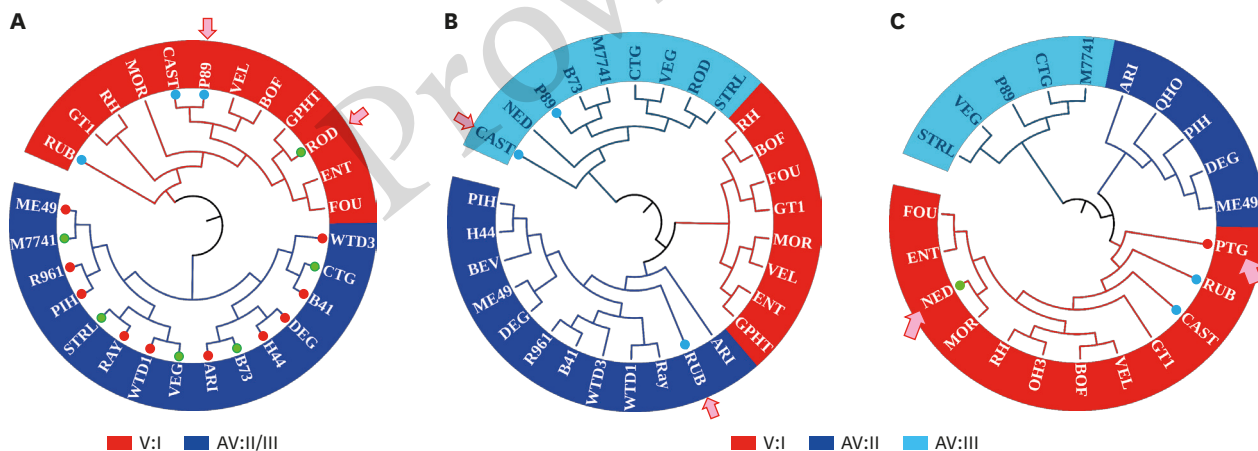 A
RUB
GT1
RH
MOR
CAST
P89
VEL
BOF
GPHT
ROD
ENT
FOU
WTD3
CTG
B41
DEG
H44
B73
ARI
VEG
WTD1
RAY
STRL
PIH
R961
M7741
ME49
V:I
AV:II/III
B
CAST
NED
P89
B73
M7741
CTG
VEG
ROD
STRL
RH
BOF
FOU
GT1
MOR
VEL
ENT
GPHT
ARI
RUB
Ray
WTD1
WTD3
B41
R961
DEG
ME49
BEV
H44
PIH
C
STRL
VEG
P89
CTG
M7741
ARI
QHO
PIH
DEG
ME49
PTG
RUB
CAST
GT1
VEL
BOF
OH3
RH
MOR
NED
ENT
FOU
V:I
AV:II
AV:III
Provi